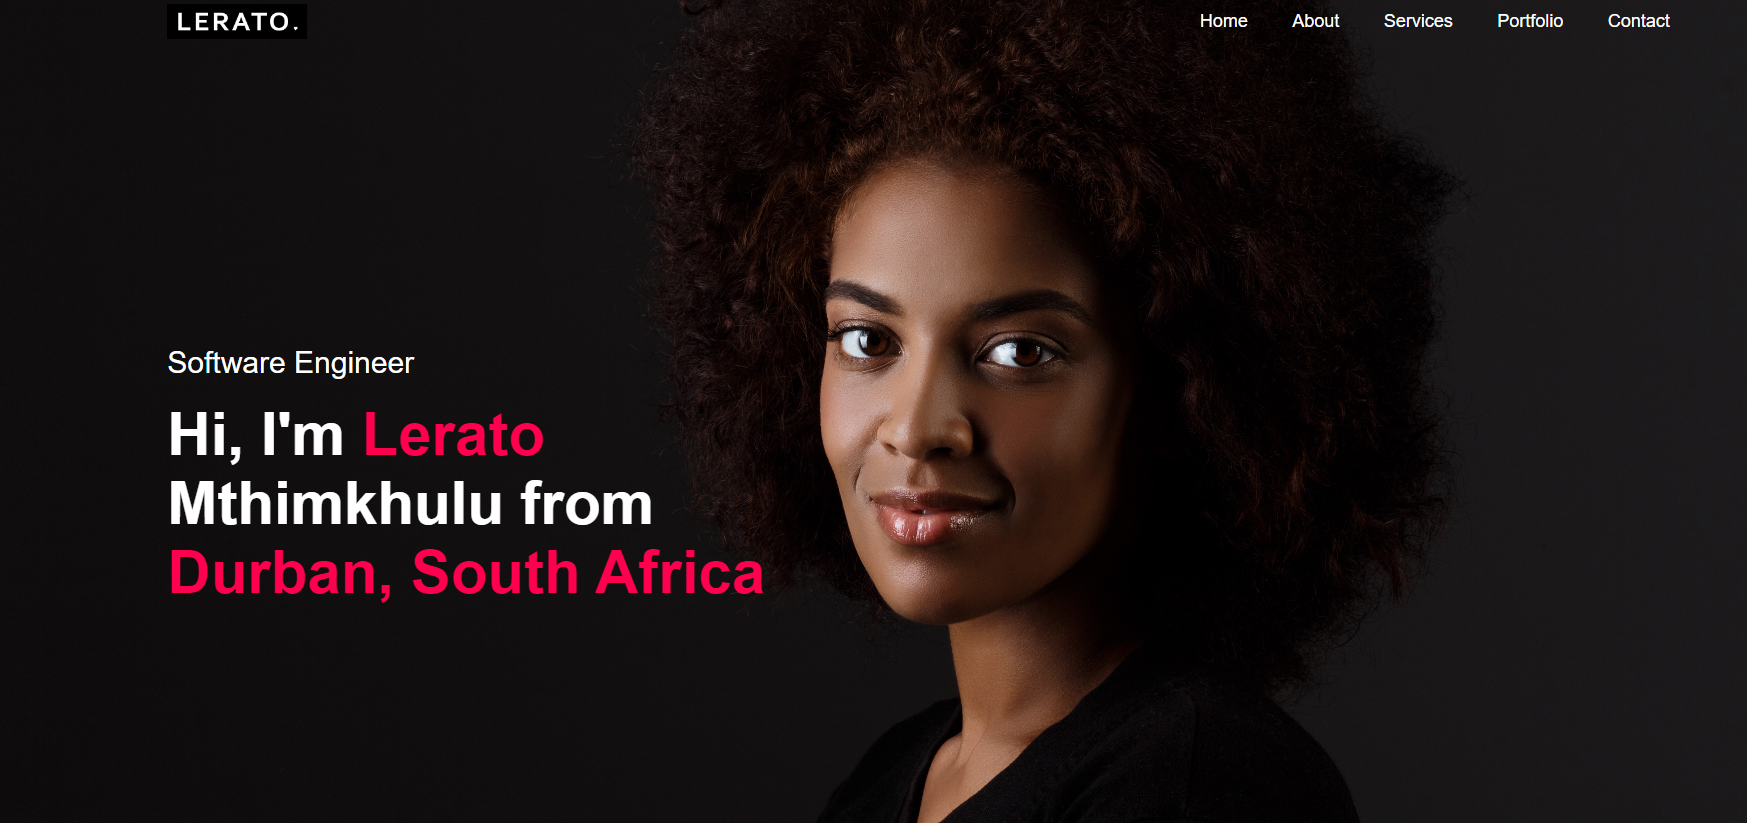 LERATO.
Home About Services Portfolio Contact
Software Engineer
Hi, I'm Lerato
Mthimkhulu from
Durban, South Africa